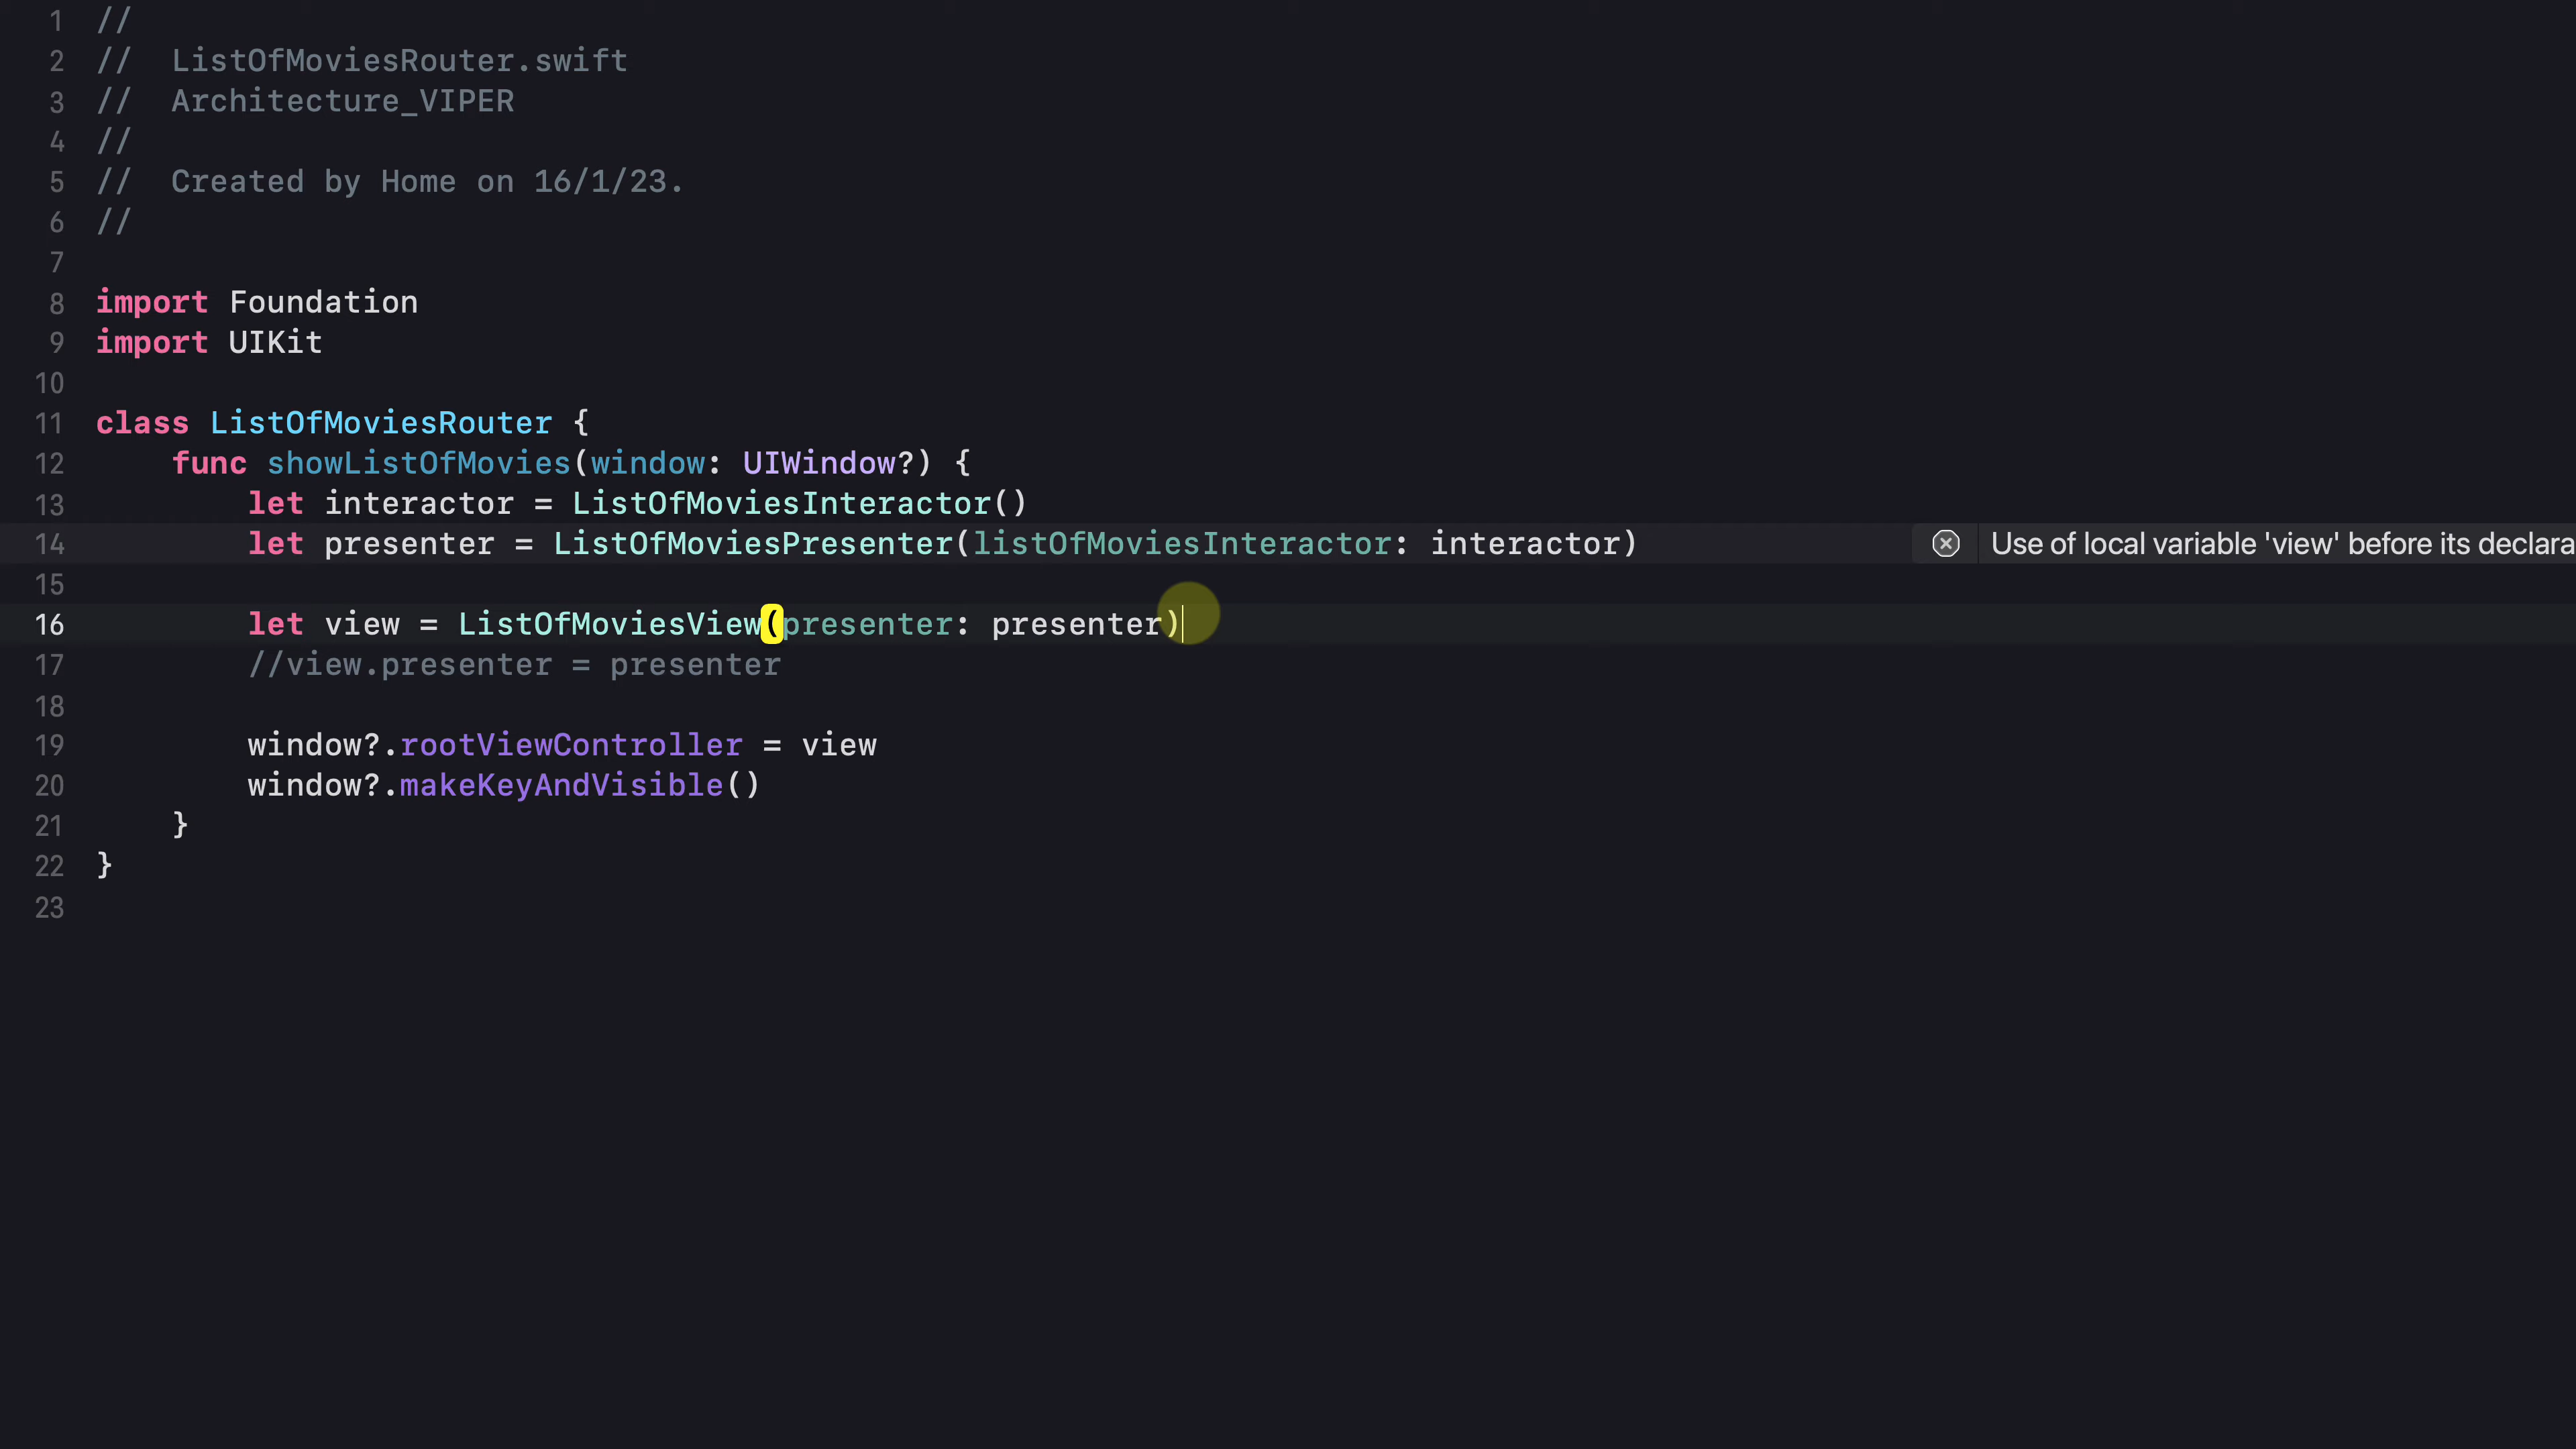 1 //
2 //  ListOfMoviesRouter.swift
3 //  Architecture_VIPER
4 //
5 //  Created by Home on 16/1/23.
6 //
7
8 import Foundation
9 import UIKit
10
11 class ListOfMoviesRouter {
12     func showListOfMovies(window: UIWindow?) {
13         let interactor = ListOfMoviesInteractor()
14         let presenter = ListOfMoviesPresenter(listOfMoviesInteractor: interactor) Use of local variable 'view' before its declara
15
16         let view = ListOfMoviesView(presenter: presenter)
17         //view.presenter = presenter
18
19         window?.rootViewController = view
20         window?.makeKeyAndVisible()
21     }
22 }
23